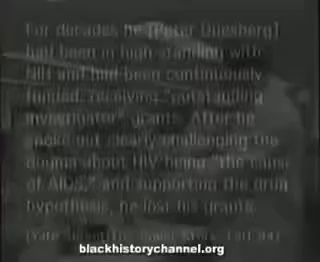 For decades he [Peter Duesberg]
had been in high standing with
NIH and had been continuously
funded, receiving "outstanding
investigator" grants. After he
spoke out clearly challenging the
dogma about HIV being "the cause
of AIDS," and supporting the drug
hypothesis, he lost his grants.
blackhistorychannel.org